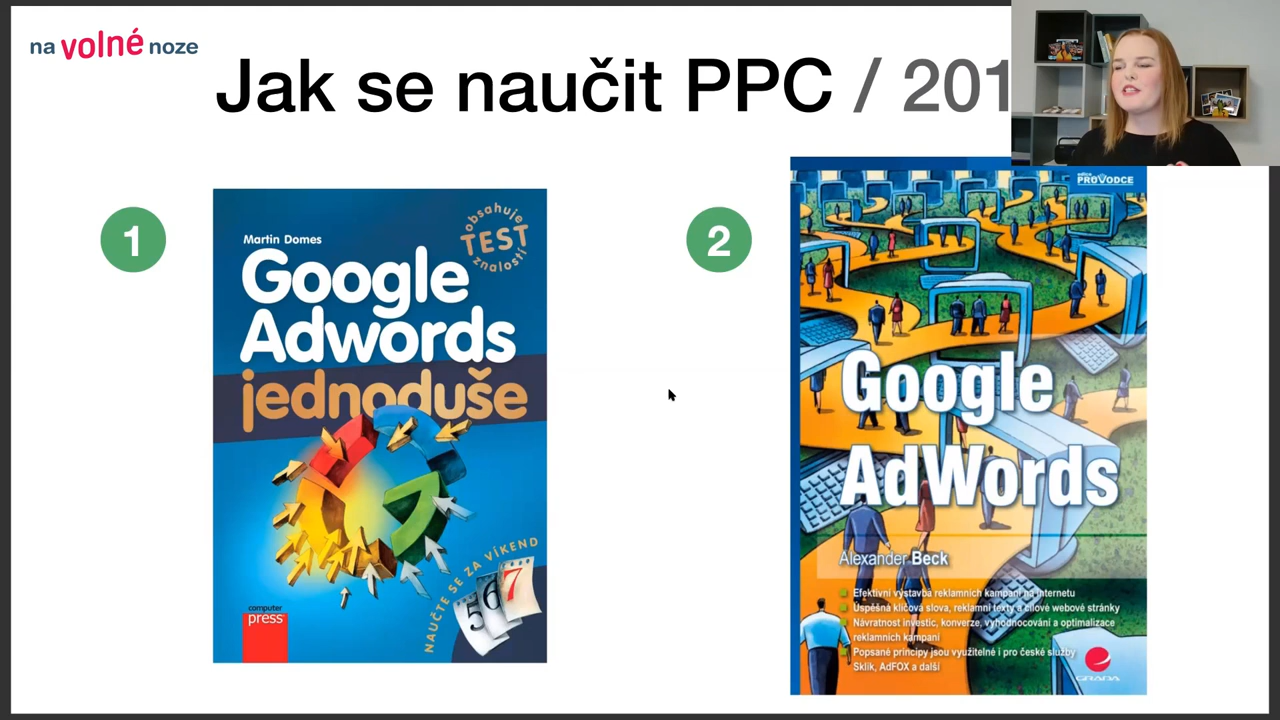 na volné noze
Jak se naučit PPC / 201
1
Martin Domes
obsahuje
TEST
znalostí
Google
Adwords
jednoduše
NAUČTE SE ZA VÍKEND
5 6 7
computer
press
2
edice
PRŮVODCE
Google
AdWords
Alexander Beck
Efektivní výstavba reklamních kampaní na internetu
Úspěšná klíčová slova, reklamní texty a cílové webové stránky
Návratnost investic, konverze, vyhodnocování a optimalizace
reklamních kampaní
Popsané principy jsou využitelné i pro české služby
Sklik, AdFOX a další
GRADA